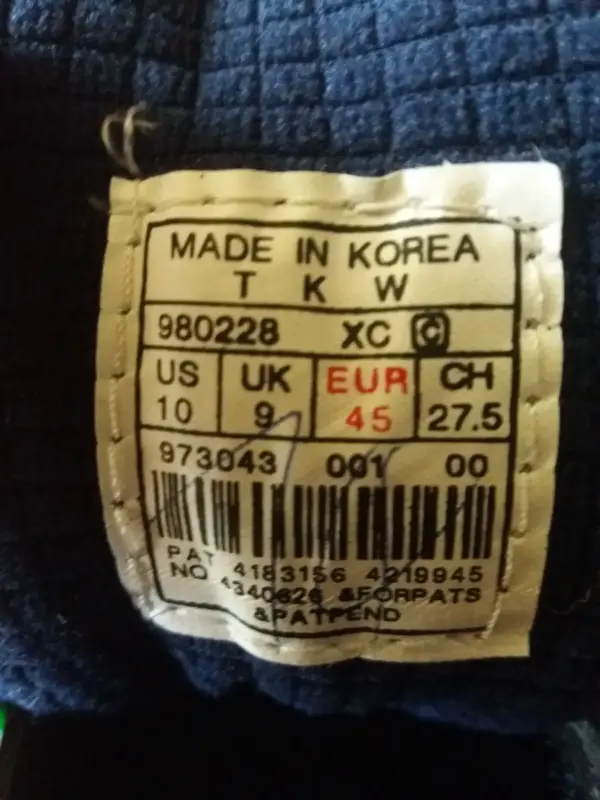 MADE IN KOREA
T K W
980228 XC C
US UK EUR CH
10 9 45 27.5
973043 001 00
PAT 4183156 4219945
NO 4340626 &FORPATS
&PATPEND